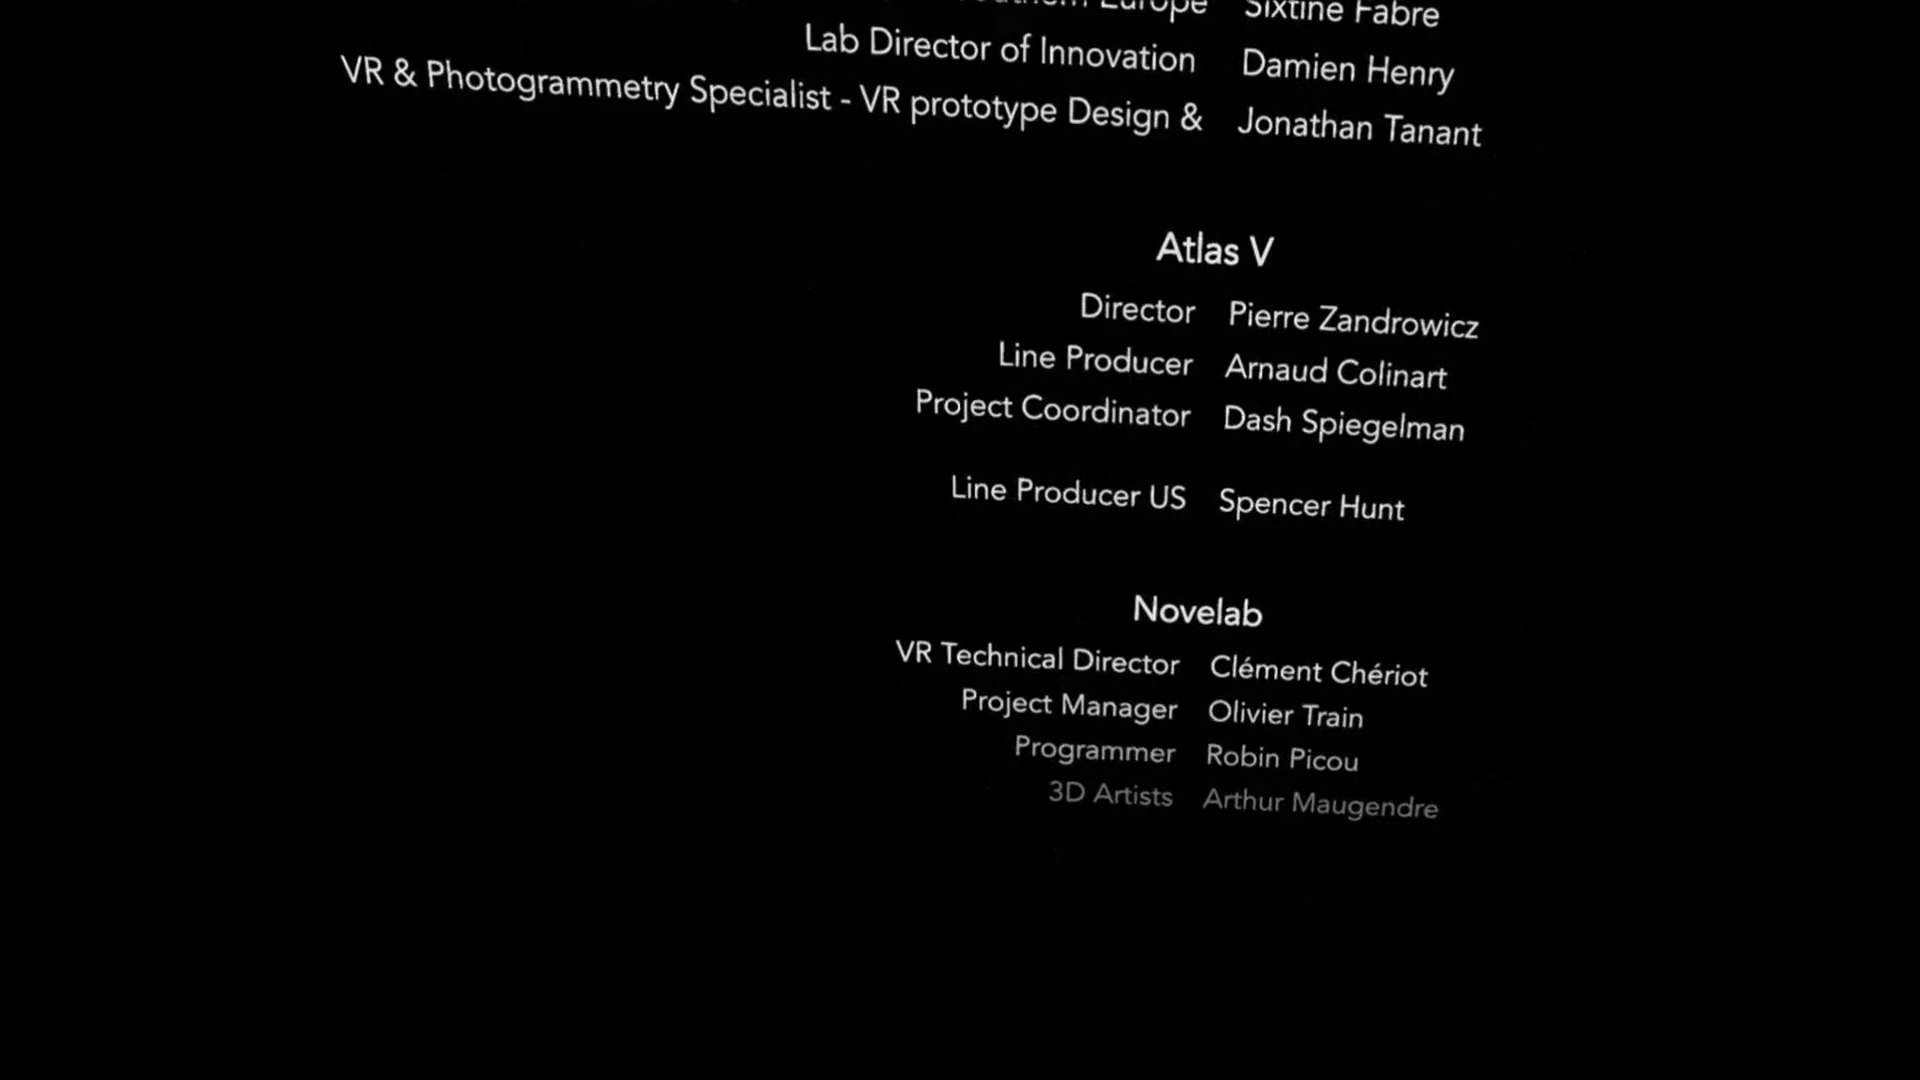 Europe Sixtine Fabre
Lab Director of Innovation Damien Henry
VR & Photogrammetry Specialist - VR prototype Design & Jonathan Tanant
Atlas V
Director Pierre Zandrowicz
Line Producer Arnaud Colinart
Project Coordinator Dash Spiegelman
Line Producer US Spencer Hunt
Novelab
VR Technical Director Clément Chériot
Project Manager Olivier Train
Programmer Robin Picou
3D Artists Arthur Maugendre